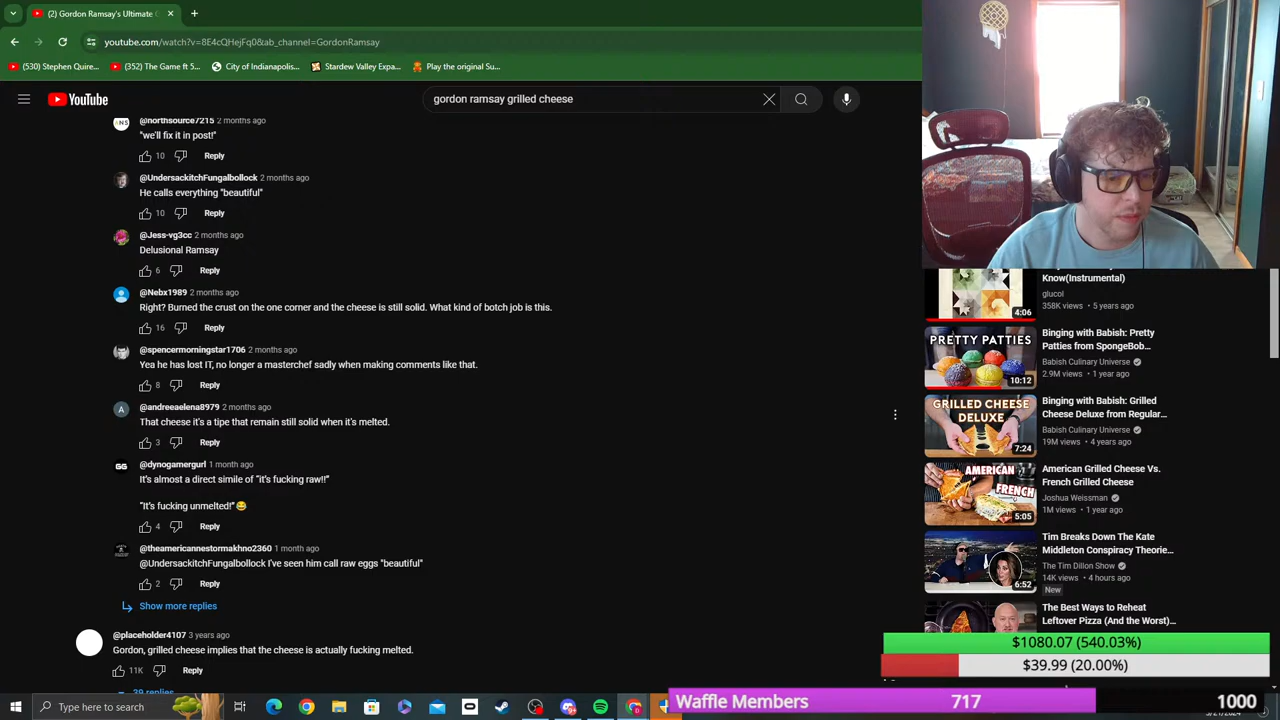 (2) Gordon Ramsay's Ultimate
youtube.com/watch?v=8E4cQHejFq0&ab_channel=GordonRamsay
(530) Stephen Quire...
(352) The Game ft 5...
City of Indianapolis...
Stardew Valley Expa...
Play the original Su...
YouTube
gordon ramsay grilled cheese
ANS
@northsource7215 2 months ago
"we'll fix it in post!"
10 Reply
@UndersackitchFungalbollock 2 months ago
He calls everything "beautiful"
10 Reply
@Jess-vg3cc 2 months ago
Delusional Ramsay
6 Reply
@Nebx1989 2 months ago
Right? Burned the crust on the one corner and the cheese is still solid. What kind of botch job is this.
16 Reply
@spencermorningstar1706 2 months ago
Yea he has lost IT, no longer a masterchef sadly when making videos like that.
8 Reply
A
@andreeaelena8979 2 months ago
That cheese it's a tipe that remain still solid when it's melted.
3 Reply
GG
@dynogamergurl 1 month ago
It's almost a direct simile of "it's fucking raw!!"
"It's fucking unmelted!"😂
4 Reply
@theamericannestormakhno2360 1 month ago
@UndersackitchFungalbollock I've seen him call raw eggs "beautiful"
2 Reply
Show more replies
@placeholder4107 3 years ago
Gordon, grilled cheese implies that the cheese is actually fucking melted.
11K Reply
39 replies
Know(Instrumental)
glucol
358K views • 5 years ago
4:06
PRETTY PATTIES
10:12
Binging with Babish: Pretty
Patties from SpongeBob...
Babish Culinary Universe
2.9M views • 1 year ago
GRILLED CHEESE
DELUXE
7:24
Binging with Babish: Grilled
Cheese Deluxe from Regular...
Babish Culinary Universe
19M views • 4 years ago
AMERICAN
FRENCH
5:05
American Grilled Cheese Vs.
French Grilled Cheese
Joshua Weissman
1M views • 1 year ago
6:52
Tim Breaks Down The Kate
Middleton Conspiracy Theorie...
The Tim Dillon Show
14K views • 4 hours ago
New
The Best Ways to Reheat
Leftover Pizza (And the Worst)...
$1080.07 (540.03%)
$39.99 (20.00%)
Waffle Members 717 1000
Type here to search